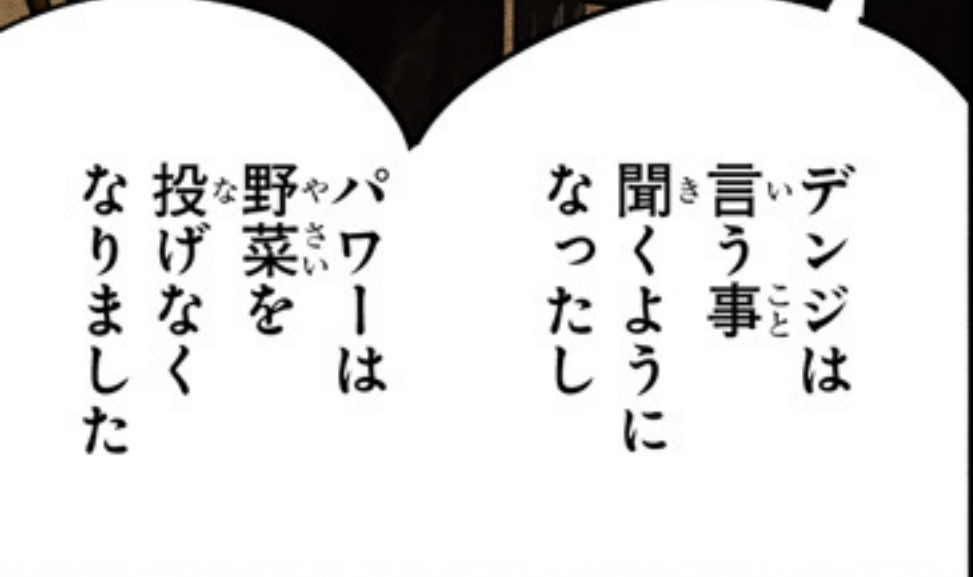 デンジは
言う事
聞くように
なったし
パワーは
野菜を
投げなく
なりました